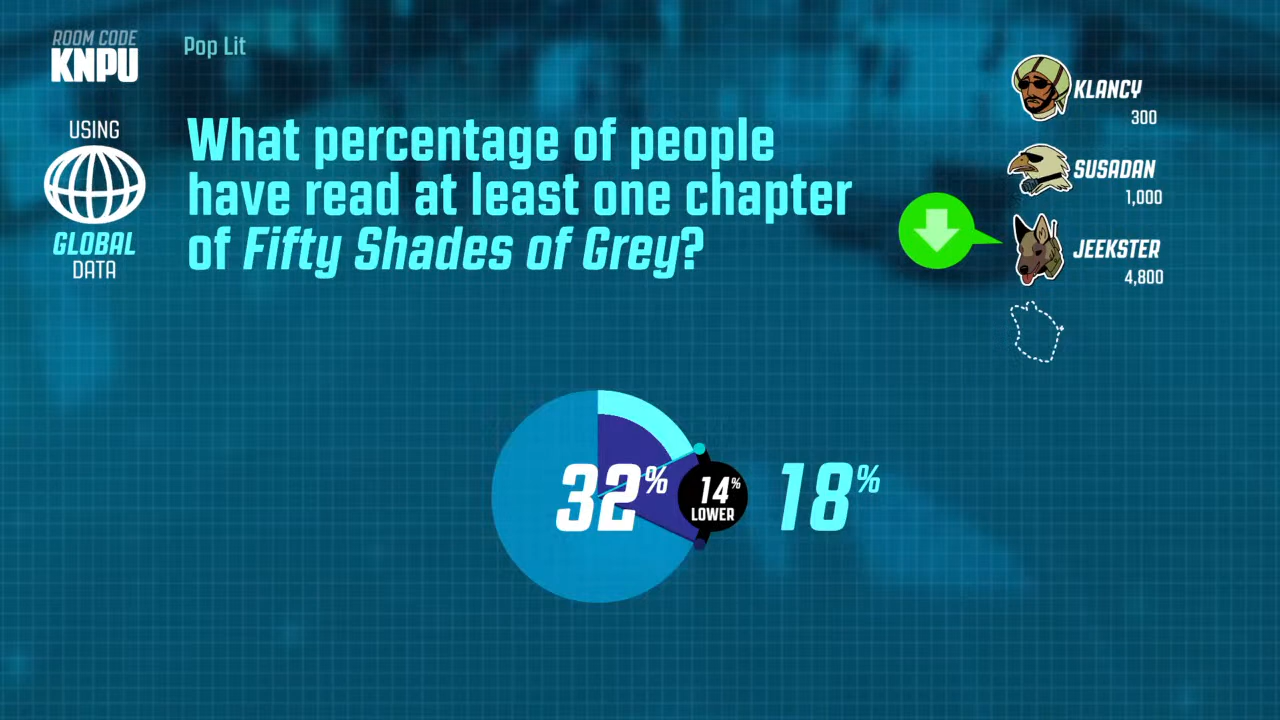 ROOM CODE
KNPU
Pop Lit
USING
GLOBAL
DATA
What percentage of people
have read at least one chapter
of Fifty Shades of Grey?
KLANCY
300
SUSADAN
1,000
JEEKSTER
4,800
32%
14%
LOWER
18%